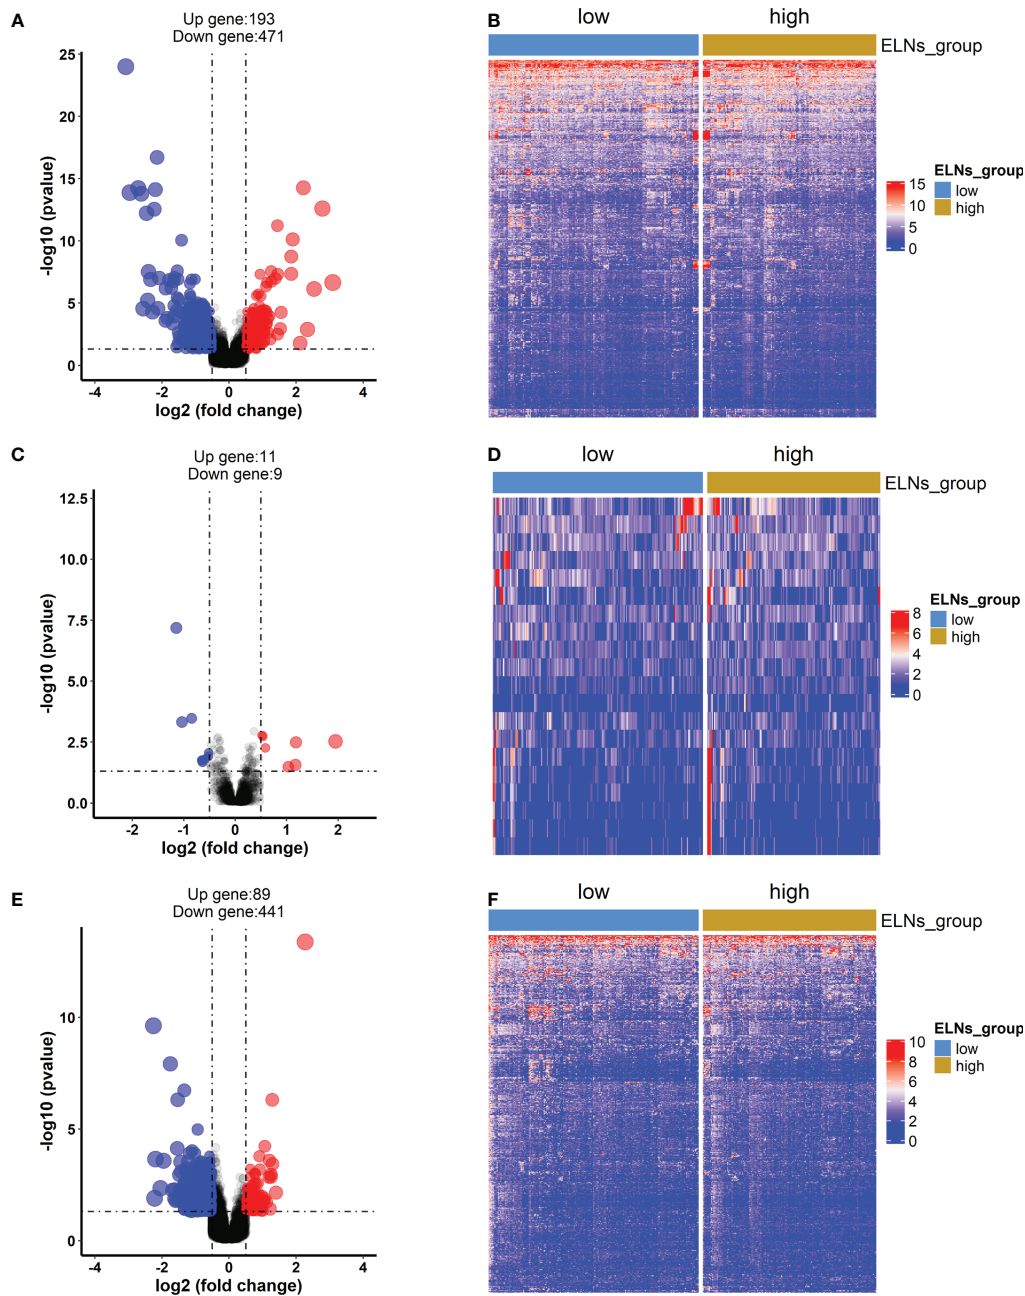 A
Up gene:193
Down gene:471
25
20
15
10
5
0
-log10 (pvalue)
-4
-2
0
2
4
log2 (fold change)
B
low
high
ELNs_group
15
10
5
0
ELNs_group
low
high
C
Up gene:11
Down gene:9
12.5
10.0
7.5
5.0
2.5
0.0
-log10 (pvalue)
-2
-1
0
1
2
log2 (fold change)
D
low
high
ELNs_group
8
6
4
2
0
ELNs_group
low
high
E
Up gene:89
Down gene:441
10
5
0
-log10 (pvalue)
-4
-2
0
2
4
log2 (fold change)
F
low
high
ELNs_group
10
8
6
4
2
0
ELNs_group
low
high